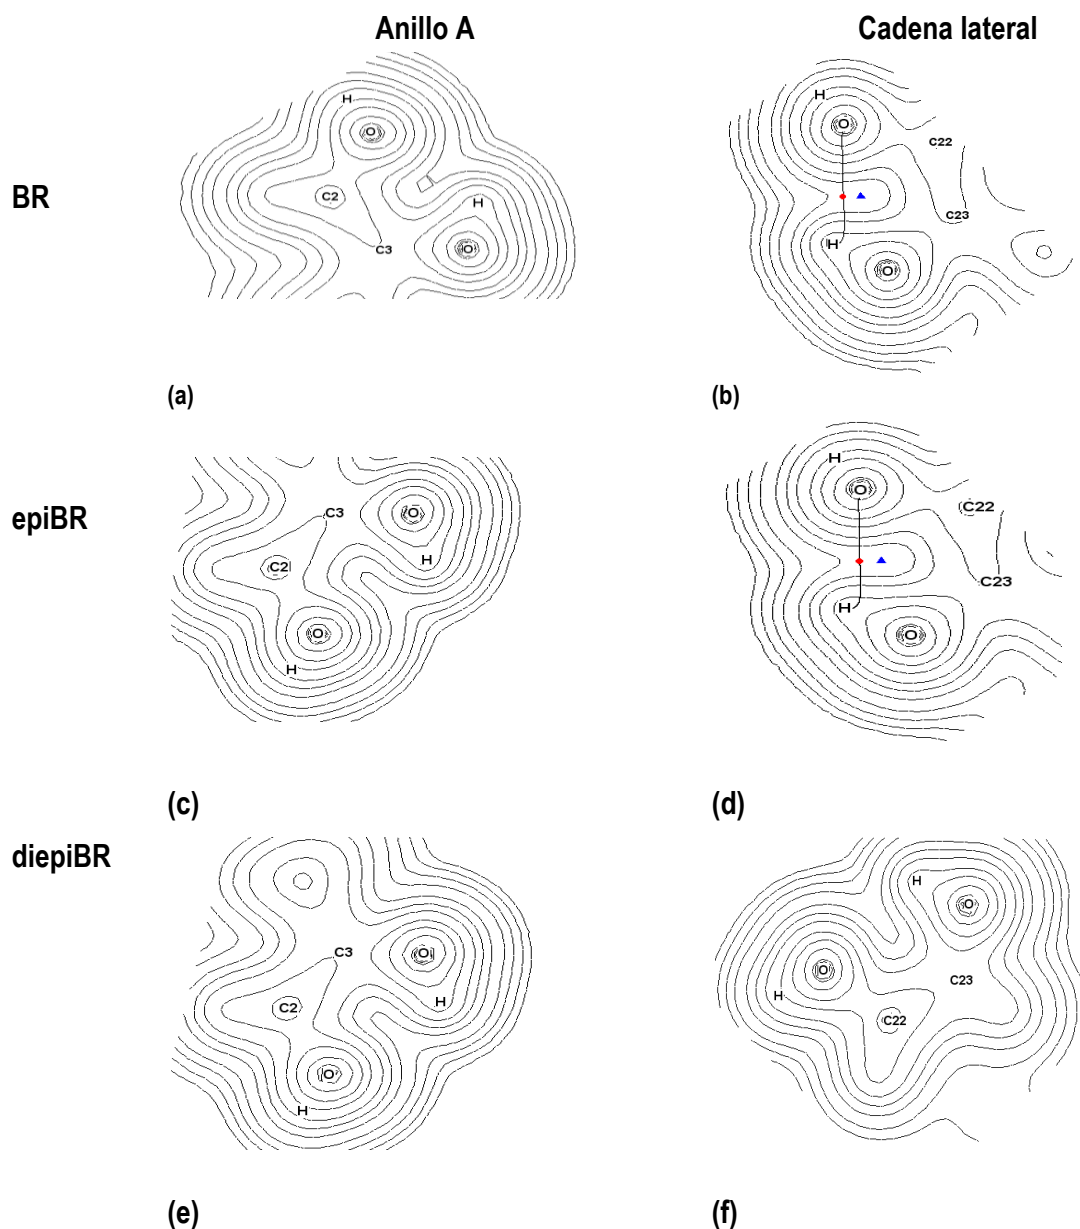 Anillo A
Cadena lateral
BR
H
O
C2
H
C3
O
H
O
C22
C23
H
O
(a)
(b)
epiBR
C3
O
H
C2
O
H
H
O
C22
C23
H
O
(c)
(d)
diepiBR
C3
O
H
C2
O
H
H
O
O
C23
H
C22
(e)
(f)